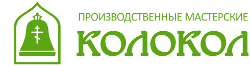 ПРОИЗВОДСТВЕННЫЕ МАСТЕРСКИЕ
КОЛОКОЛ